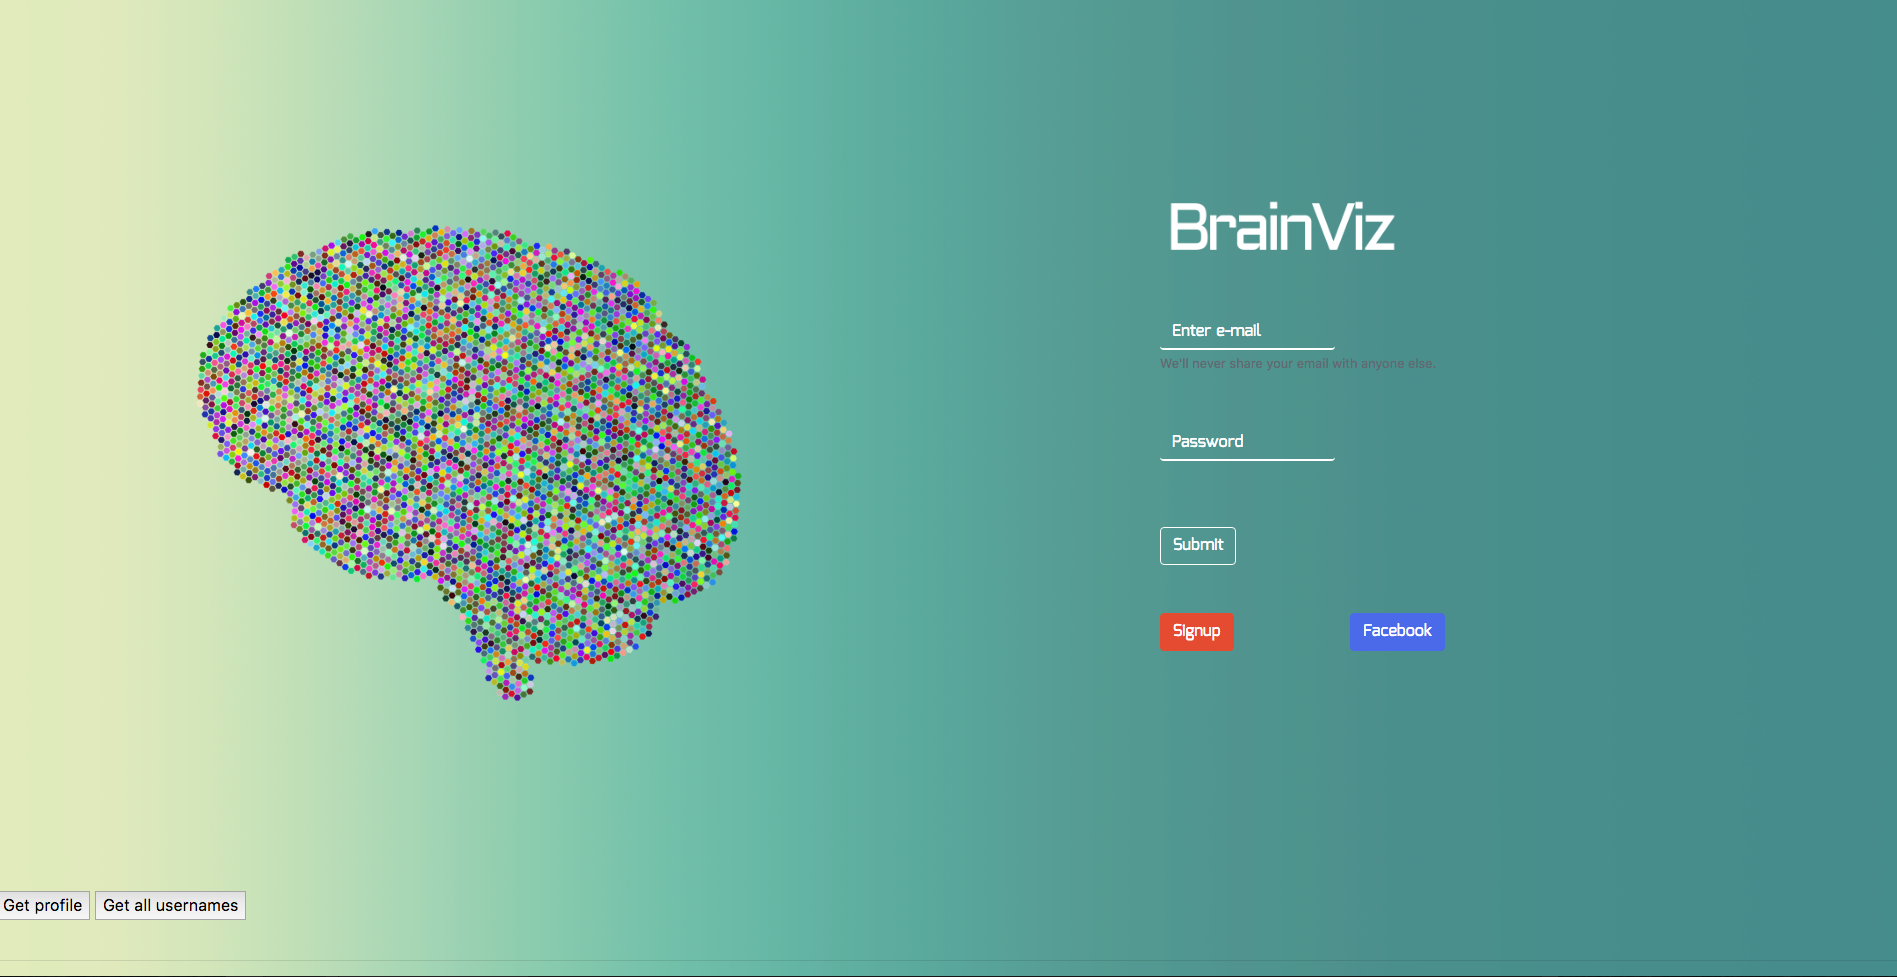 BrainViz
Enter e-mail
We'll never share your email with anyone else.
Password
Submit
Signup Facebook
Get profile Get all usernames